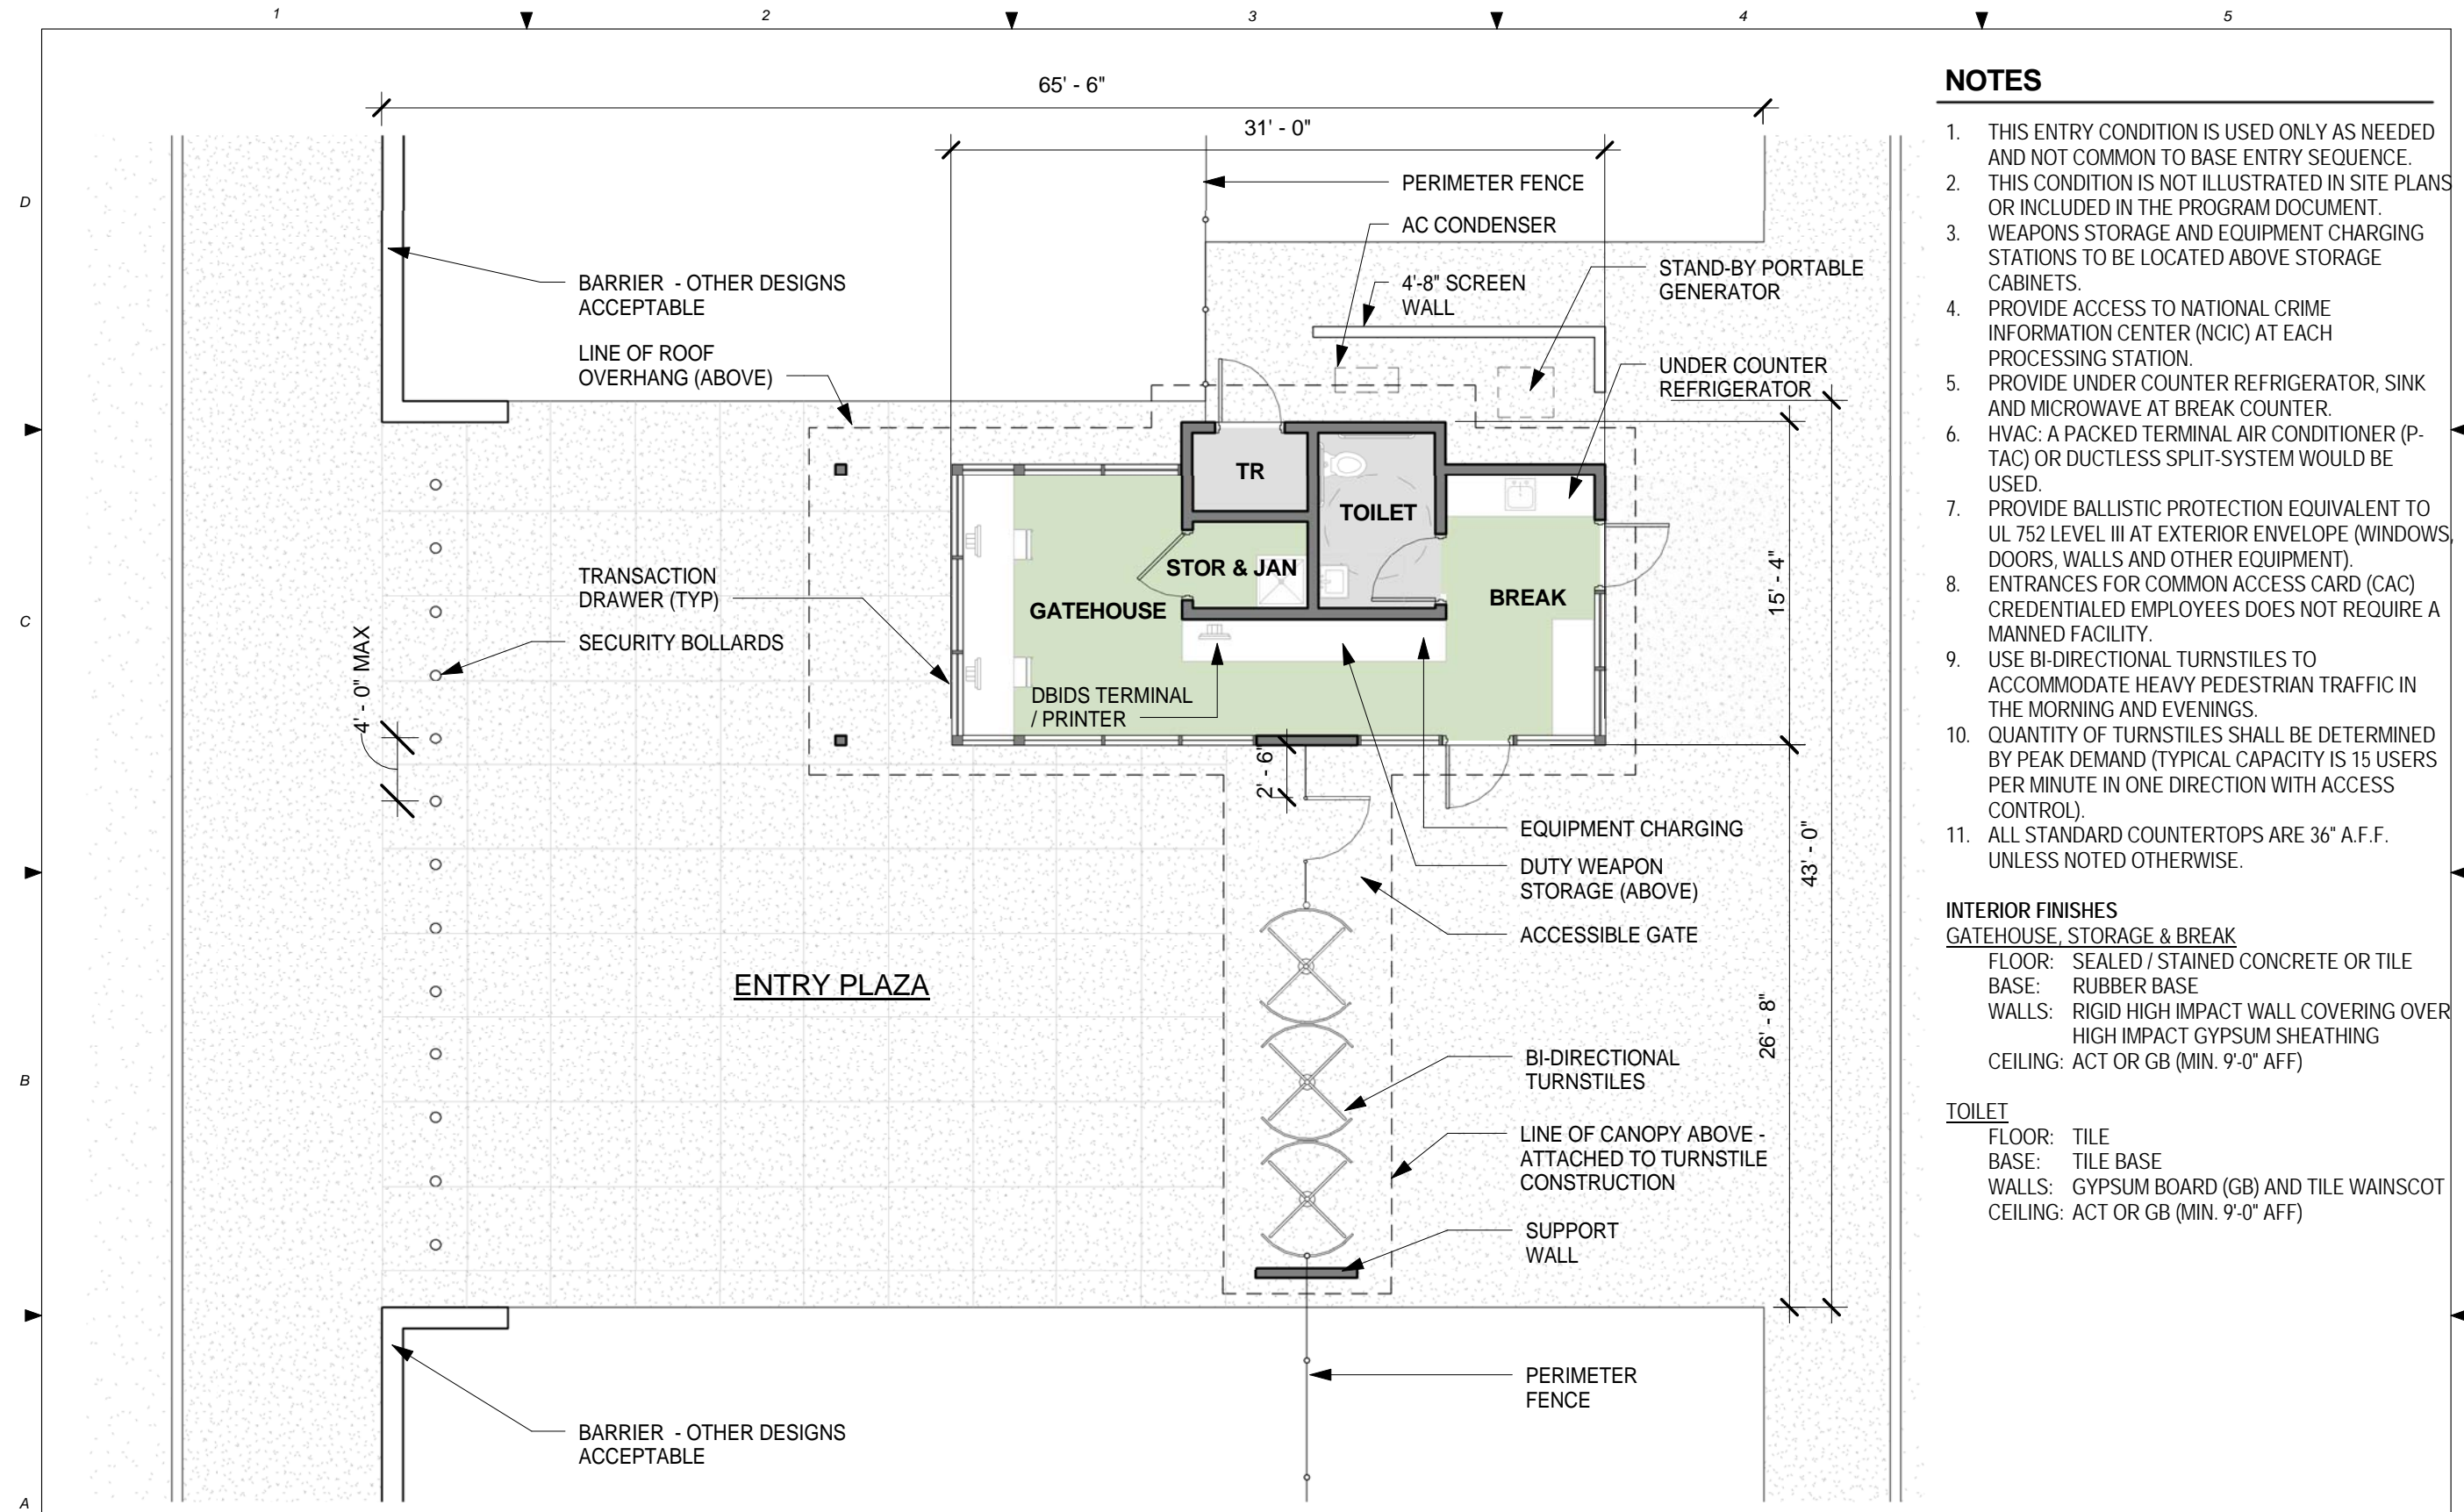 1
2
3
4
5
D
C
B
A
65' - 6"
31' - 0"
PERIMETER FENCE
AC CONDENSER
4'-8" SCREEN
WALL
STAND-BY PORTABLE
GENERATOR
UNDER COUNTER
REFRIGERATOR
BARRIER - OTHER DESIGNS
ACCEPTABLE
LINE OF ROOF
OVERHANG (ABOVE)
TR
TOILET
STOR & JAN
GATEHOUSE
BREAK
TRANSACTION
DRAWER (TYP)
SECURITY BOLLARDS
4' - 0" MAX
DBIDS TERMINAL
/ PRINTER
2' - 6"
15' - 4"
43' - 0"
26' - 8"
EQUIPMENT CHARGING
DUTY WEAPON
STORAGE (ABOVE)
ACCESSIBLE GATE
ENTRY PLAZA
BI-DIRECTIONAL
TURNSTILES
LINE OF CANOPY ABOVE -
ATTACHED TO TURNSTILE
CONSTRUCTION
SUPPORT
WALL
PERIMETER
FENCE
BARRIER - OTHER DESIGNS
ACCEPTABLE
NOTES
1. THIS ENTRY CONDITION IS USED ONLY AS NEEDED
AND NOT COMMON TO BASE ENTRY SEQUENCE.
2. THIS CONDITION IS NOT ILLUSTRATED IN SITE PLANS
OR INCLUDED IN THE PROGRAM DOCUMENT.
3. WEAPONS STORAGE AND EQUIPMENT CHARGING
STATIONS TO BE LOCATED ABOVE STORAGE
CABINETS.
4. PROVIDE ACCESS TO NATIONAL CRIME
INFORMATION CENTER (NCIC) AT EACH
PROCESSING STATION.
5. PROVIDE UNDER COUNTER REFRIGERATOR, SINK
AND MICROWAVE AT BREAK COUNTER.
6. HVAC: A PACKED TERMINAL AIR CONDITIONER (P-
TAC) OR DUCTLESS SPLIT-SYSTEM WOULD BE
USED.
7. PROVIDE BALLISTIC PROTECTION EQUIVALENT TO
UL 752 LEVEL III AT EXTERIOR ENVELOPE (WINDOWS,
DOORS, WALLS AND OTHER EQUIPMENT).
8. ENTRANCES FOR COMMON ACCESS CARD (CAC)
CREDENTIALED EMPLOYEES DOES NOT REQUIRE A
MANNED FACILITY.
9. USE BI-DIRECTIONAL TURNSTILES TO
ACCOMMODATE HEAVY PEDESTRIAN TRAFFIC IN
THE MORNING AND EVENINGS.
10. QUANTITY OF TURNSTILES SHALL BE DETERMINED
BY PEAK DEMAND (TYPICAL CAPACITY IS 15 USERS
PER MINUTE IN ONE DIRECTION WITH ACCESS
CONTROL).
11. ALL STANDARD COUNTERTOPS ARE 36" A.F.F.
UNLESS NOTED OTHERWISE.
INTERIOR FINISHES
GATEHOUSE, STORAGE & BREAK
FLOOR: SEALED / STAINED CONCRETE OR TILE
BASE: RUBBER BASE
WALLS: RIGID HIGH IMPACT WALL COVERING OVER
HIGH IMPACT GYPSUM SHEATHING
CEILING: ACT OR GB (MIN. 9'-0" AFF)
TOILET
FLOOR: TILE
BASE: TILE BASE
WALLS: GYPSUM BOARD (GB) AND TILE WAINSCOT
CEILING: ACT OR GB (MIN. 9'-0" AFF)